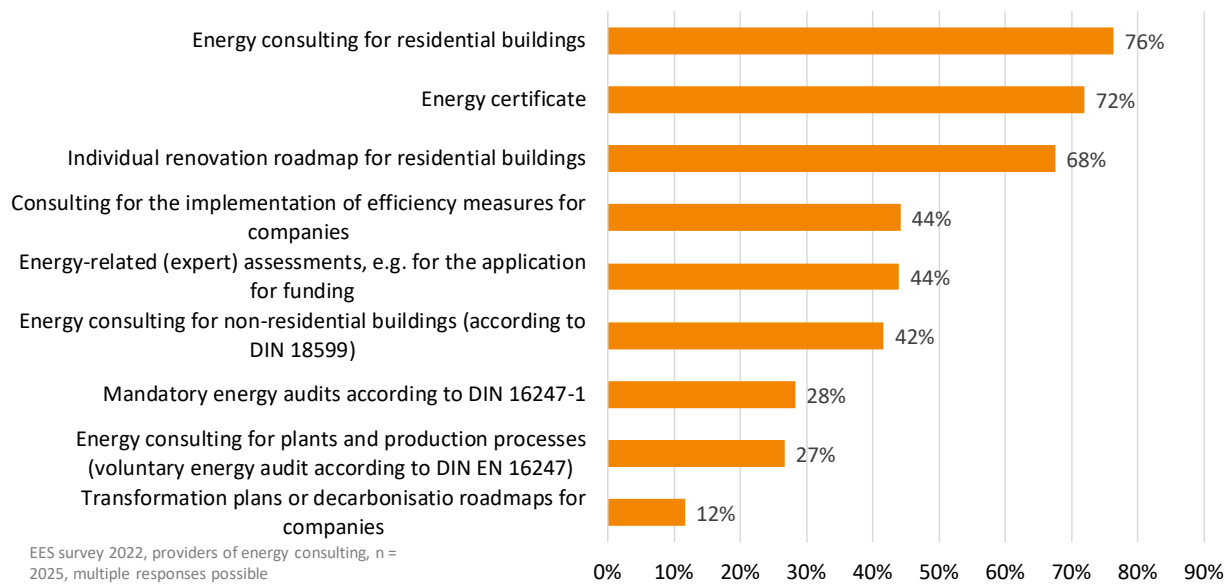 Energy consulting for residential buildings
76%
Energy certificate
72%
Individual renovation roadmap for residential buildings
68%
Consulting for the implementation of efficiency measures for
companies
44%
Energy-related (expert) assessments, e.g. for the application
for funding
44%
Energy consulting for non-residential buildings (according to
DIN 18599)
42%
Mandatory energy audits according to DIN 16247-1
28%
Energy consulting for plants and production processes
(voluntary energy audit according to DIN EN 16247)
27%
Transformation plans or decarbonisatio roadmaps for
companies
12%
EES survey 2022, providers of energy consulting, n =
2025, multiple responses possible
0% 10% 20% 30% 40% 50% 60% 70% 80% 90%